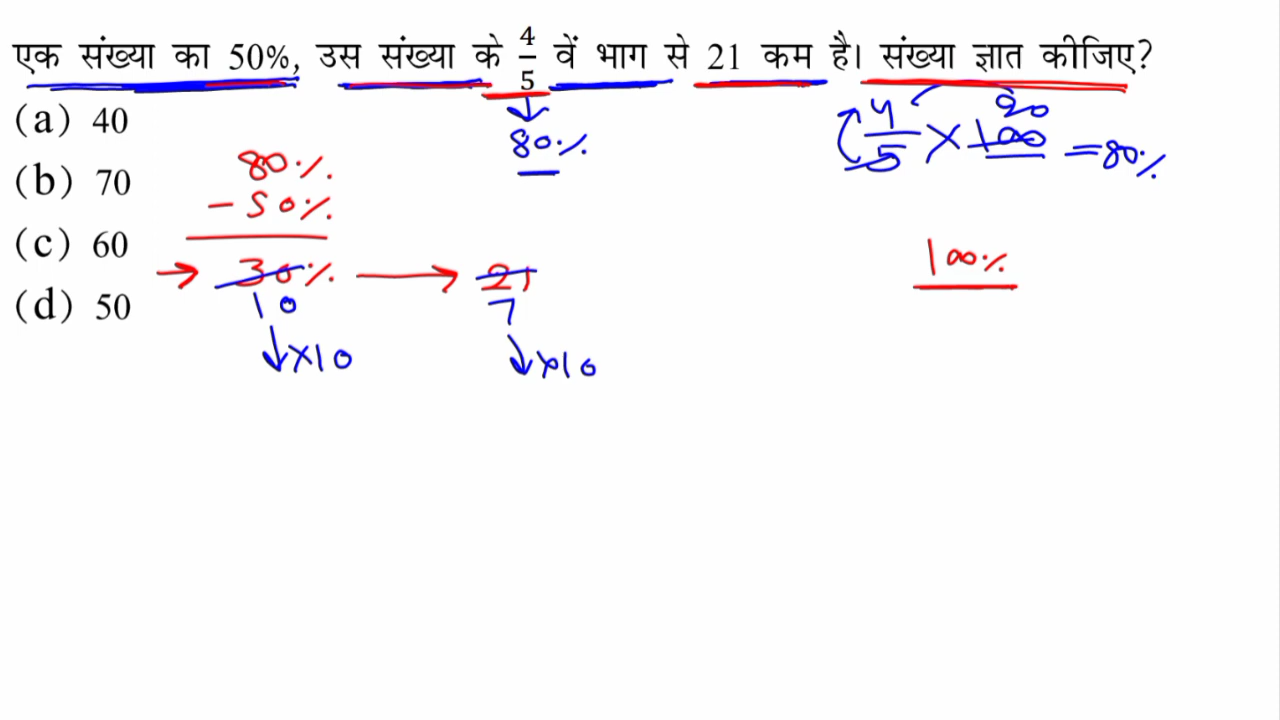 एक संख्या का 50%, उस संख्या के 4/5 वें भाग से 21 कम है। संख्या ज्ञात कीजिए?
(a) 40
(b) 70
(c) 60
(d) 50
80%
4/5 × 100 = 80%
20
80%
- 50%
30% → 21
10 7
×10 ×10
100%